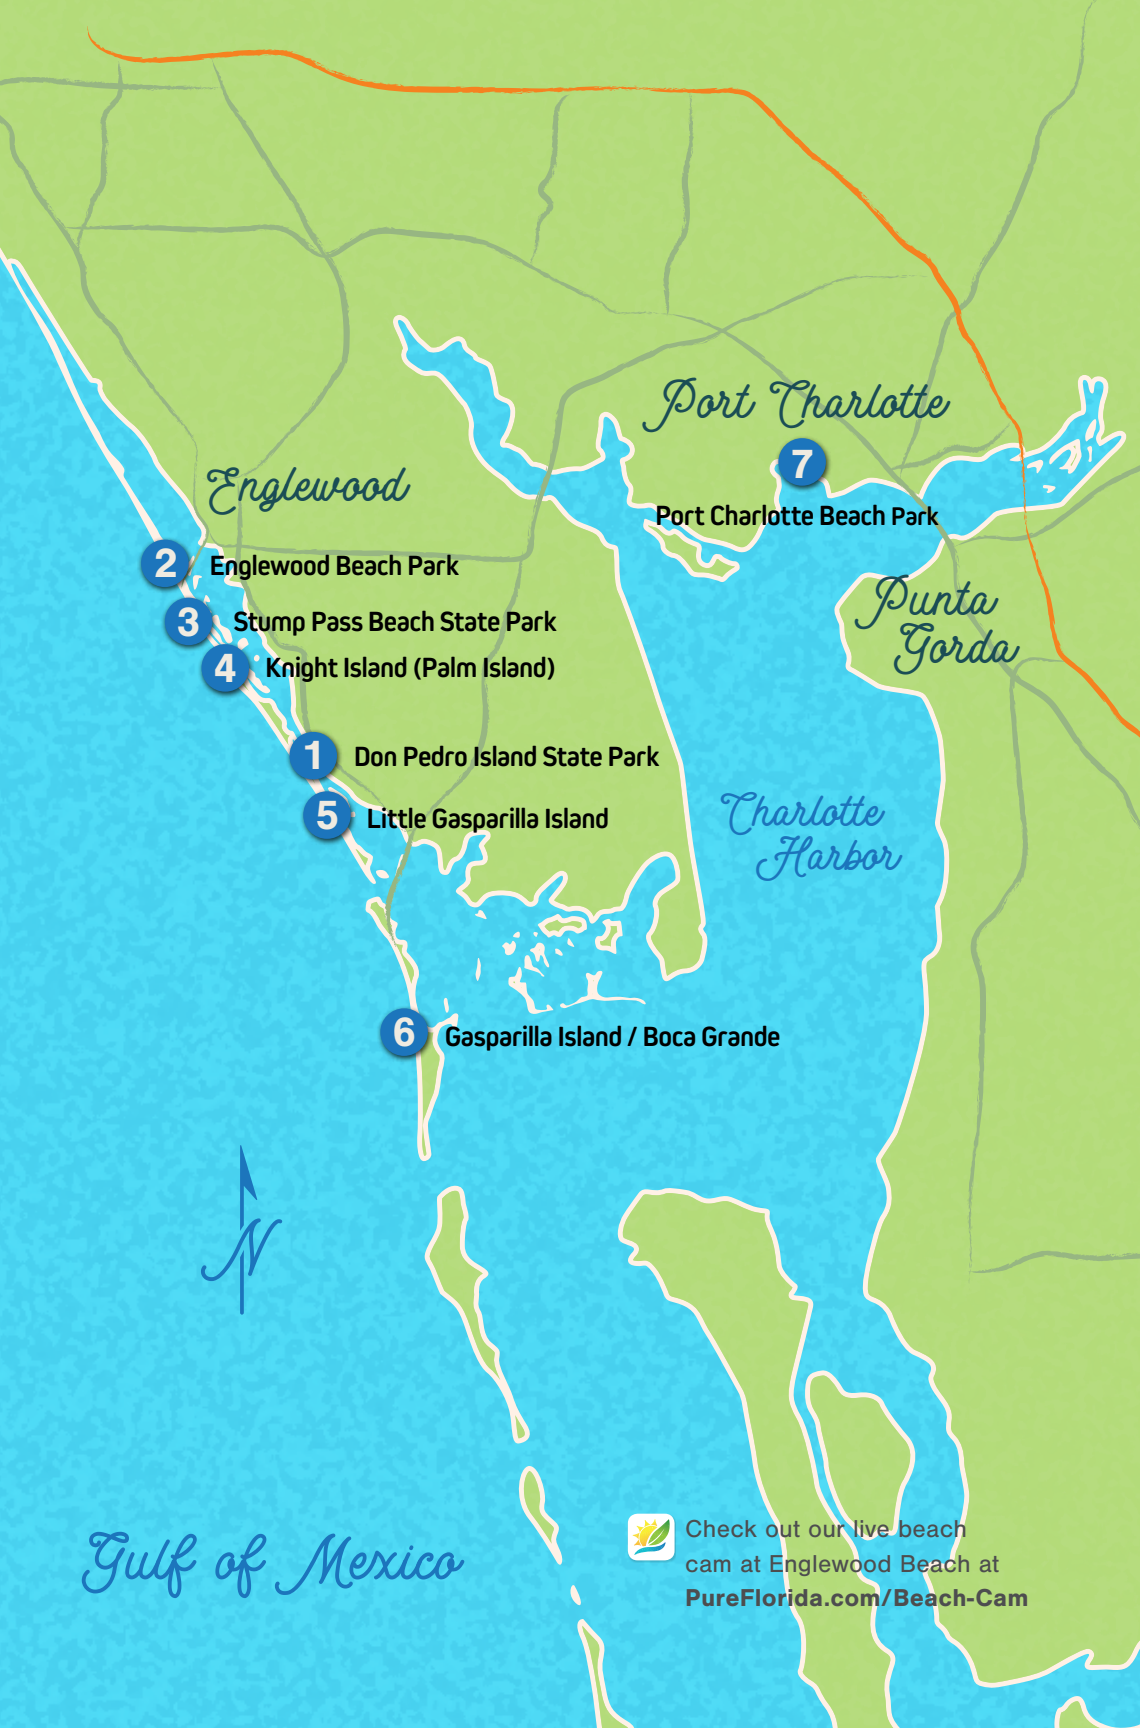 Port Charlotte
7
Port Charlotte Beach Park
Englewood
2
Englewood Beach Park
3
Stump Pass Beach State Park
4
Knight Island (Palm Island)
Punta
Gorda
1
Don Pedro Island State Park
5
Little Gasparilla Island
Charlotte
Harbor
6
Gasparilla Island / Boca Grande
N
Gulf of Mexico
Check out our live beach
cam at Englewood Beach at
PureFlorida.com/Beach-Cam